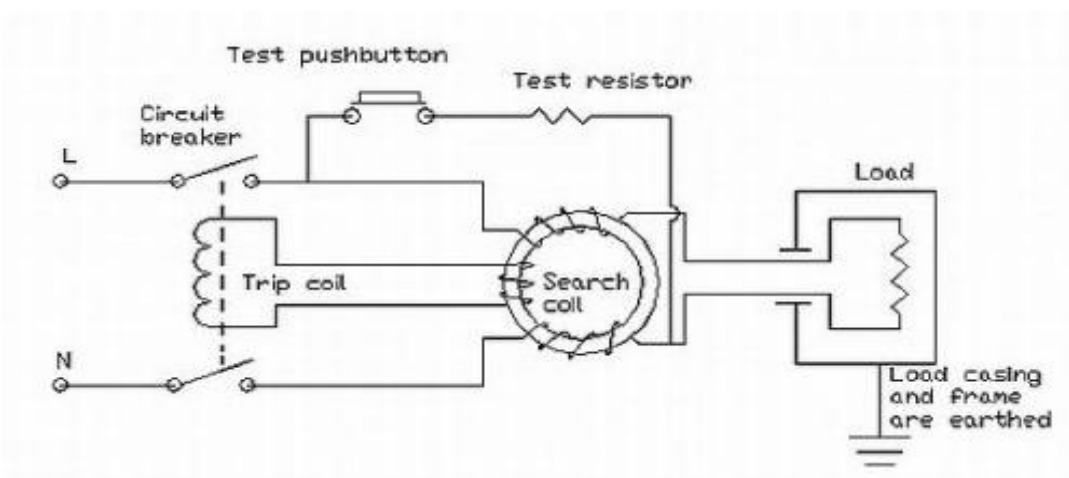 Test pushbutton
Test resistor
Circuit
breaker
L
Load
Trip coil
Search
coil
N
Load casing
and frame
are earthed